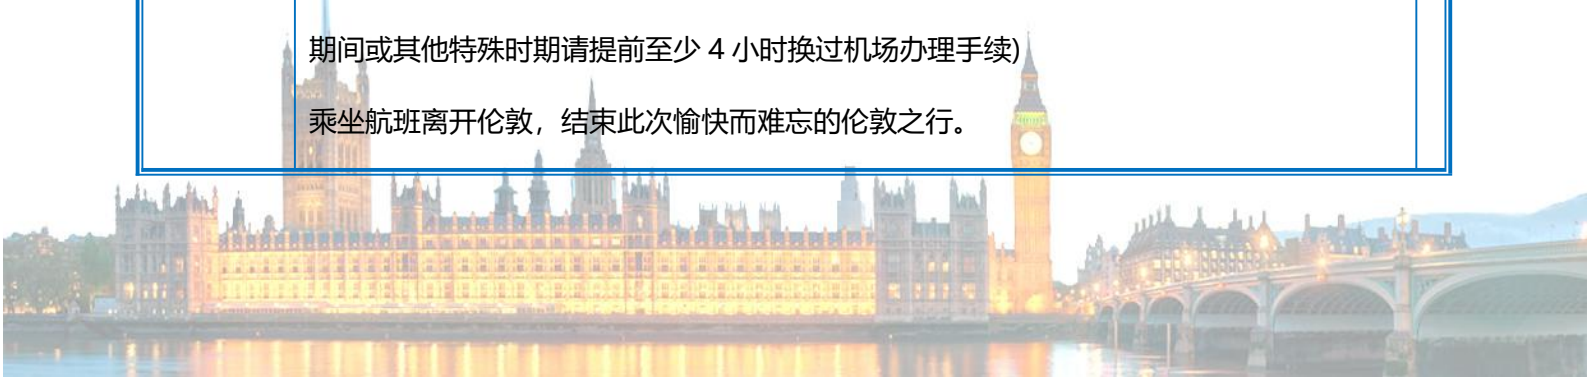 期间或其他特殊时期请提前至少 4 小时换过机场办理手续)
乘坐航班离开伦敦，结束此次愉快而难忘的伦敦之行。